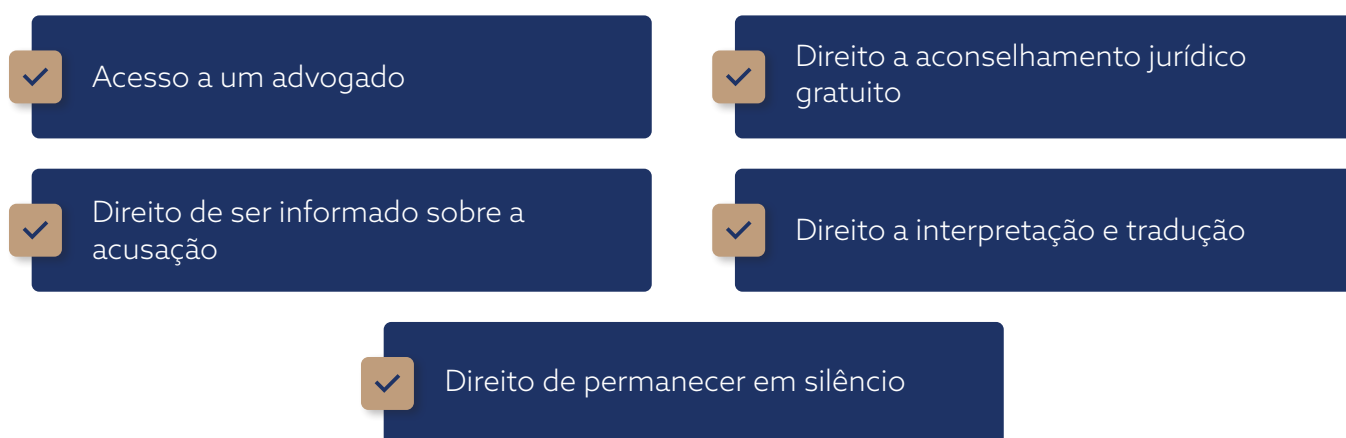 Acesso a um advogado
Direito a aconselhamento jurídico
gratuito
Direito de ser informado sobre a
acusação
Direito a interpretação e tradução
Direito de permanecer em silêncio